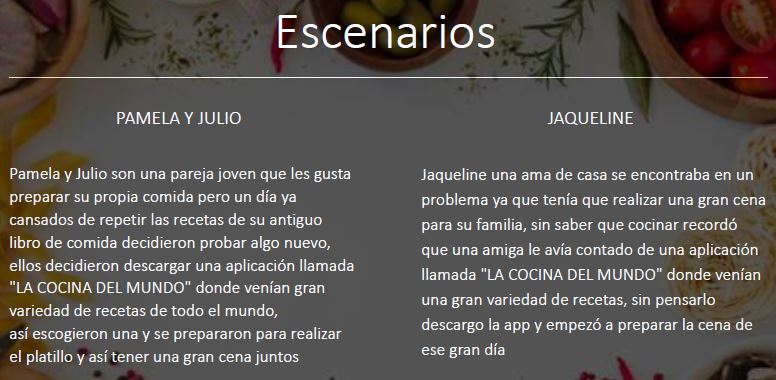 Escenarios
PAMELA Y JULIO
Pamela y Julio son una pareja joven que les gusta
preparar su propia comida pero un día ya
cansados de repetir las recetas de su antiguo
libro de comida decidieron probar algo nuevo,
ellos decidieron descargar una aplicación llamada
"LA COCINA DEL MUNDO" donde venían gran
variedad de recetas de todo el mundo,
así escogieron una y se prepararon para realizar
el platillo y así tener una gran cena juntos
JAQUELINE
Jaqueline una ama de casa se encontraba en un
problema ya que tenía que realizar una gran cena
para su familia, sin saber que cocinar recordó
que una amiga le avía contado de una aplicación
llamada "LA COCINA DEL MUNDO" donde venían
una gran variedad de recetas, sin pensarlo
descargo la app y empezó a preparar la cena de
ese gran día